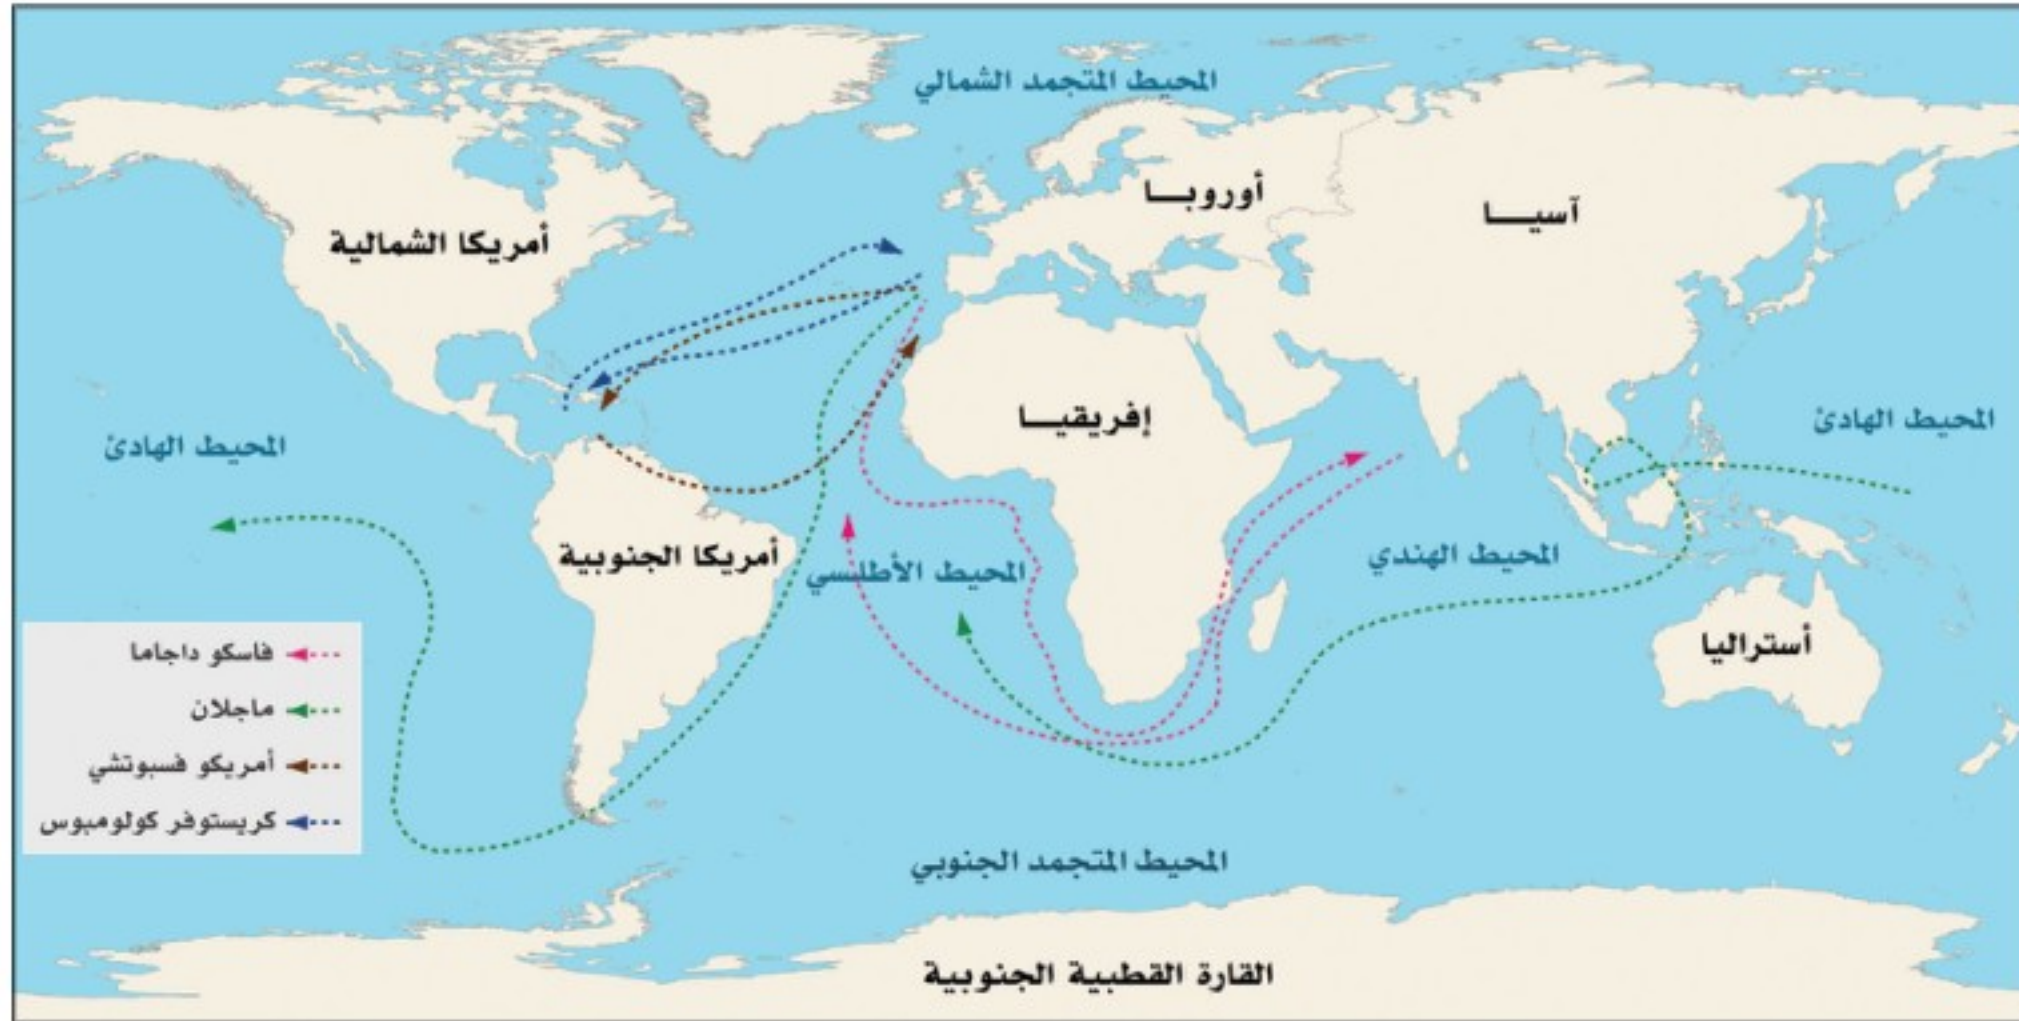 المحيط المتجمد الشمالي
أوروبـــا
آسيـــا
أمريكا الشمالية
إفريقيـــا
المحيط الهادئ
المحيط الهادئ
المحيط الهندي
أمريكا الجنوبية
المحيط الأطلسي
أستراليا
فاسكو داجاما
ماجلان
أمريكو فسبوتشي
كريستوفر كولومبوس
المحيط المتجمد الجنوبي
القارة القطبية الجنوبية